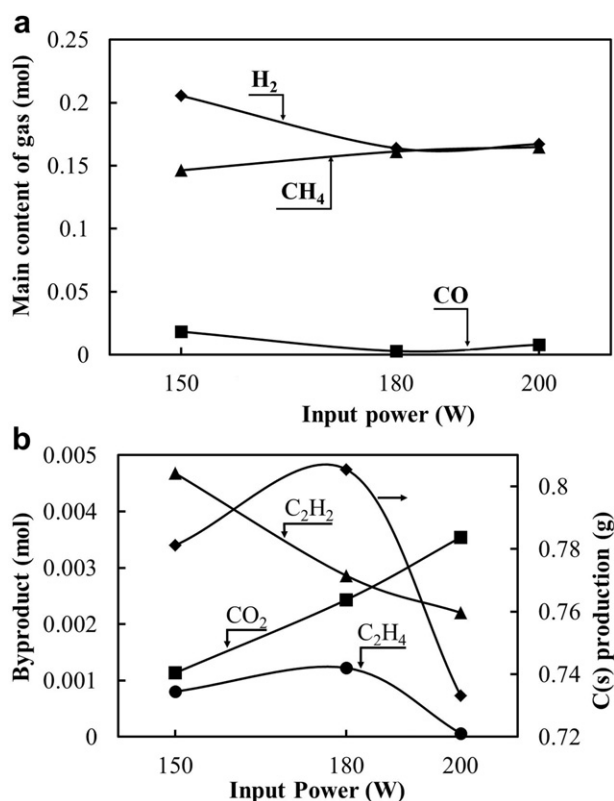 a
0.25
0.2
0.15
0.1
0.05
0
Main content of gas (mol)
H2
CH4
CO
150 180 200
Input power (W)
b
0.005
0.004
0.003
0.002
0.001
0
Byproduct (mol)
C2H2
CO2
C2H4
0.8
0.78
0.76
0.74
0.72
C(s) production (g)
150 180 200
Input Power (W)